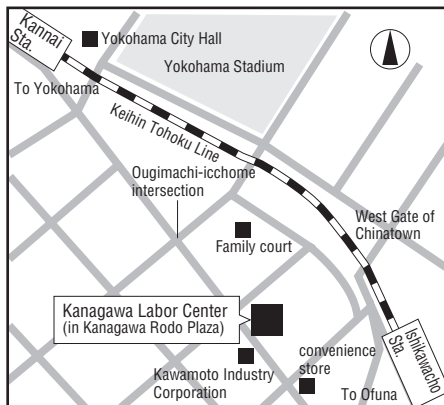 Kannai
Sta.
Yokohama City Hall
Yokohama Stadium
To Yokohama
Keihin Tohoku Line
Ougimachi-icchome
intersection
West Gate of
Chinatown
Family court
Kanagawa Labor Center
(in Kanagawa Rodo Plaza)
Kawamoto Industry
Corporation
convenience
store
Ishikawacho
Sta.
To Ofuna